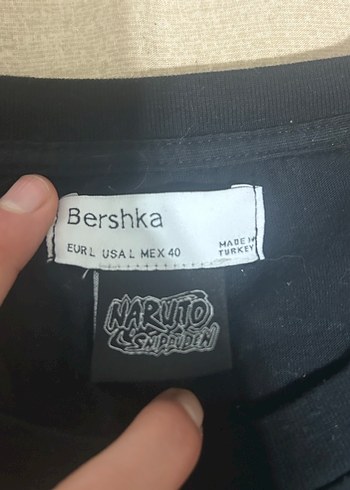 Bershka
EUR L USA L MEX 40
MADE IN
TURKEY
NARUTO
SHIPPUDEN